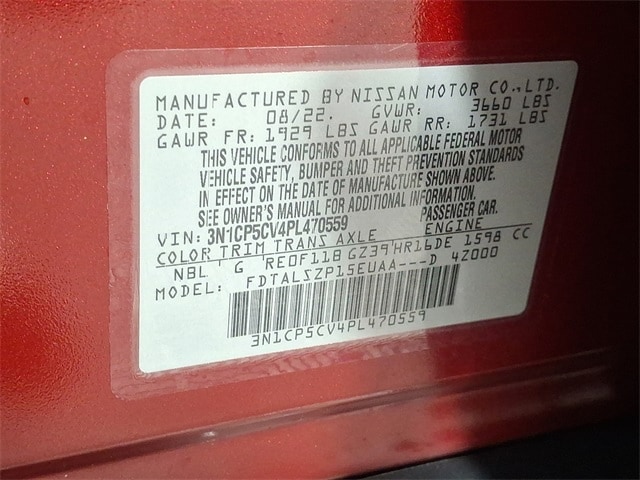 MANUFACTURED BY NISSAN MOTOR CO., LTD.
DATE: 08/22. GVWR: 3660 LBS
GAWR FR: 1929 LBS GAWR RR: 1731 LBS
THIS VEHICLE CONFORMS TO ALL APPLICABLE FEDERAL MOTOR
VEHICLE SAFETY, BUMPER AND THEFT PREVENTION STANDARDS
IN EFFECT ON THE DATE OF MANUFACTURE SHOWN ABOVE.
SEE OWNER'S MANUAL FOR ADDITIONAL INFORMATION.
VIN: 3N1CP5CV4PL470559 PASSENGER CAR.
COLOR TRIM TRANS AXLE ENGINE
NBL G RE0F11B GZ39 HR16DE 1598 CC
MODEL: FDTALSZP15EUAA---D 4Z000
3N1CP5CV4PL470559